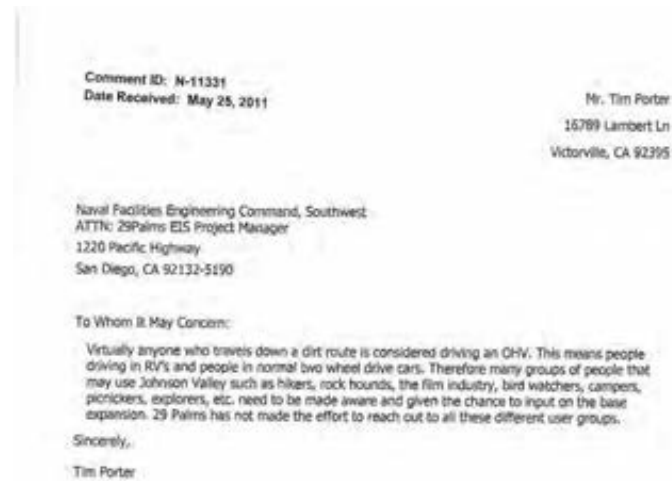 Comment ID: N-11331
Date Received: May 25, 2011
Mr. Tim Porter
16789 Lambert Ln
Victorville, CA 92395
Naval Facilities Engineering Command, Southwest
ATTN: 29Palms EIS Project Manager
1220 Pacific Highway
San Diego, CA 92132-5190
To Whom It May Concern:
Virtually anyone who travels down a dirt route is considered driving an OHV. This means people
driving in RV's and people in normal two wheel drive cars. Therefore many groups of people that
may use Johnson Valley such as hikers, rock hounds, the film industry, bird watchers, campers,
picnickers, explorers, etc. need to be made aware and given the chance to input on the base
expansion. 29 Palms has not made the effort to reach out to all these different user groups.
Sincerely,
Tim Porter